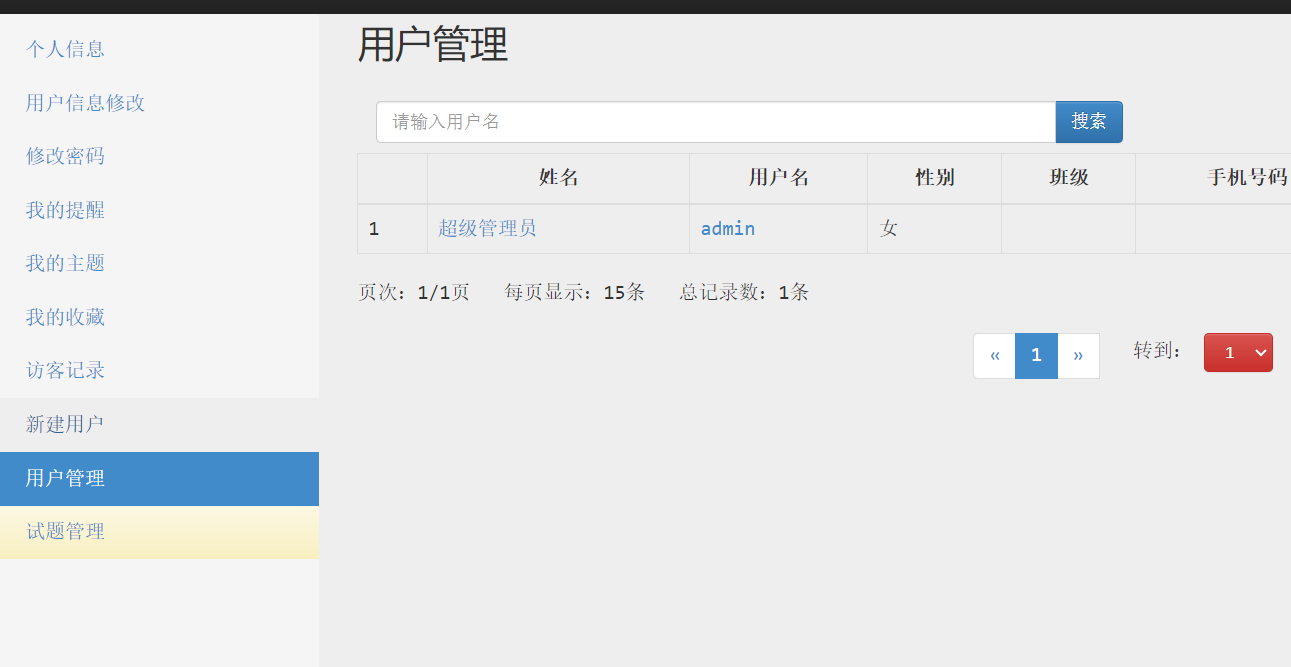 个人信息
用户信息修改
修改密码
我的提醒
我的主题
我的收藏
访客记录
新建用户
用户管理
试题管理
用户管理
请输入用户名 搜索
姓名 用户名 性别 班级 手机号码
1 超级管理员 admin 女
页次：1/1页 每页显示：15条 总记录数：1条
« 1 » 转到： 1